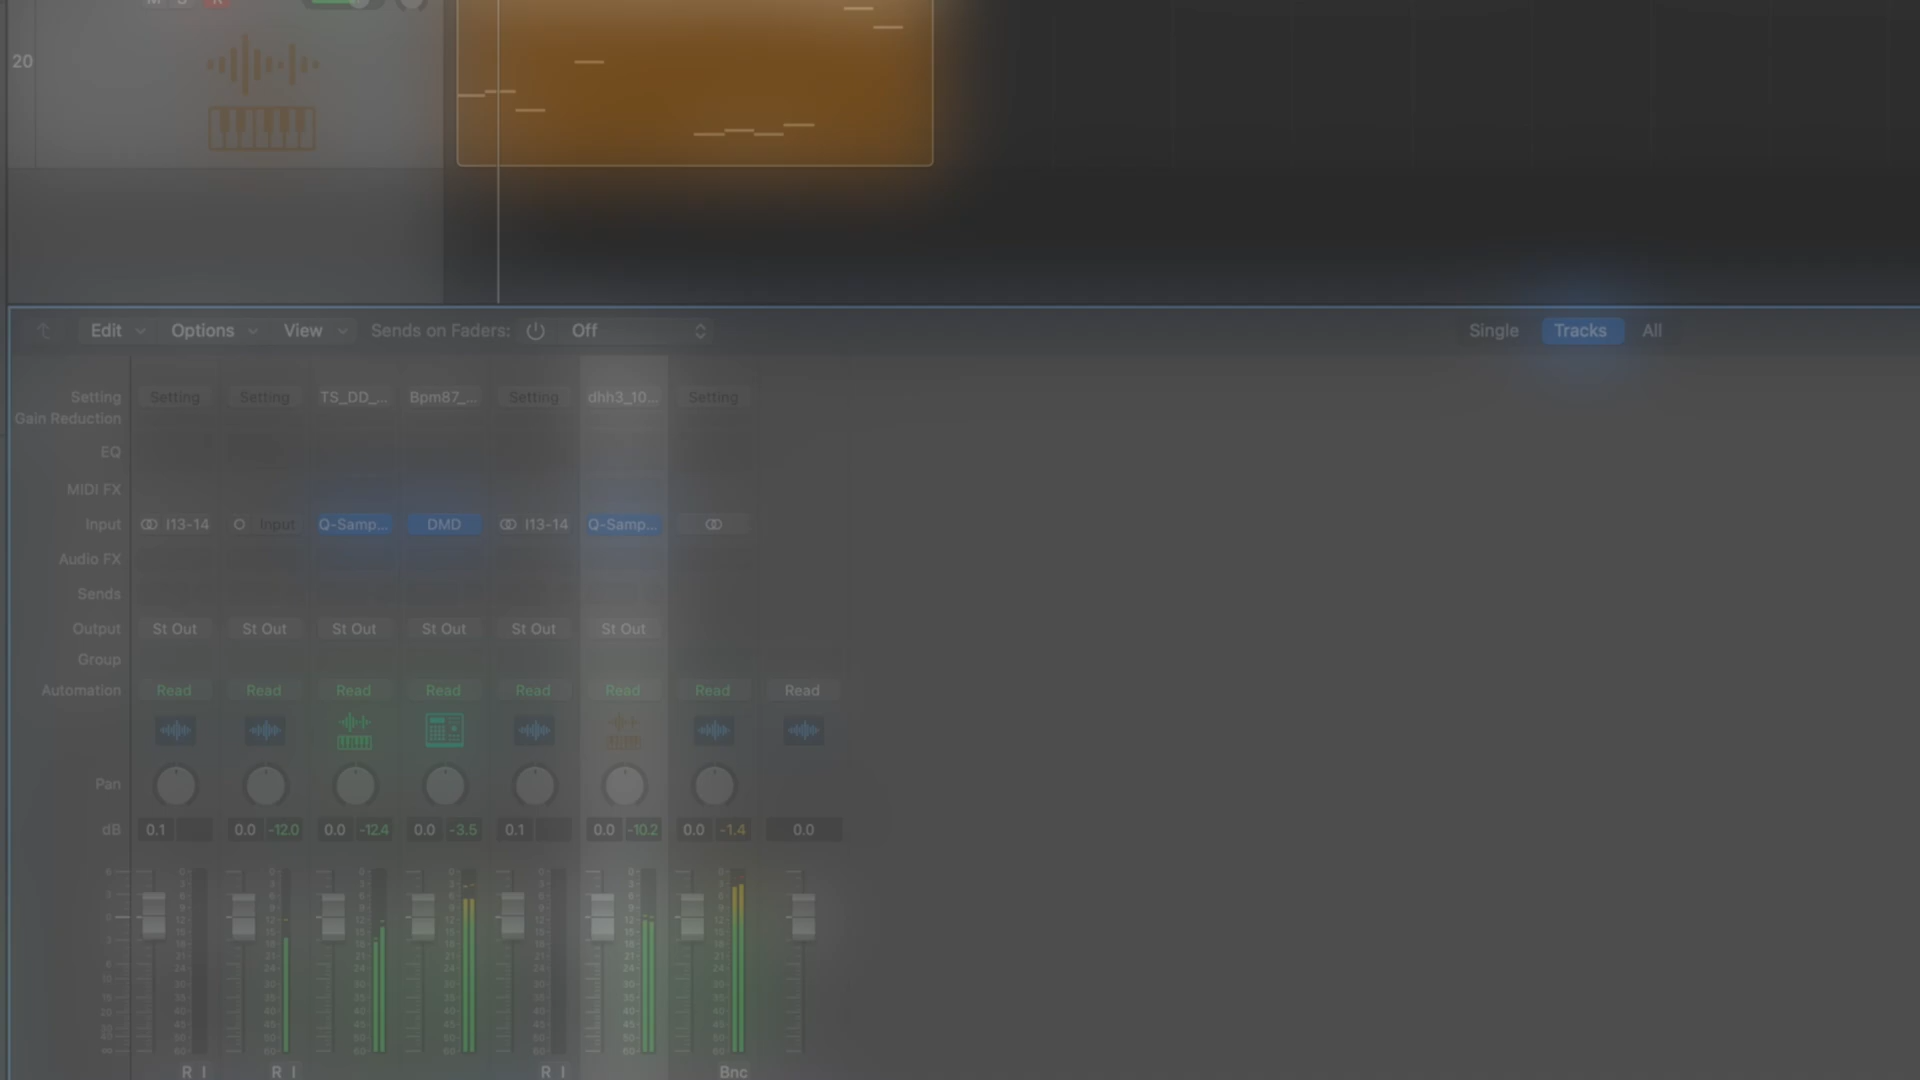 M S R
20
Edit Options View Sends on Faders: Off Single Tracks All
Setting Setting Setting TS_DD_... Bpm87_... Setting dhh3_10... Setting
Gain Reduction
EQ
MIDI FX
Input I13-14 Input Q-Samp... DMD I13-14 Q-Samp...
Audio FX
Sends
Output St Out St Out St Out St Out St Out St Out
Group
Automation Read Read Read Read Read Read Read Read
Pan
dB 0.1 0.0 -12.0 0.0 -12.4 0.0 -3.5 0.1 0.0 -10.2 0.0 -1.4 0.0
R I R I R I Bnc